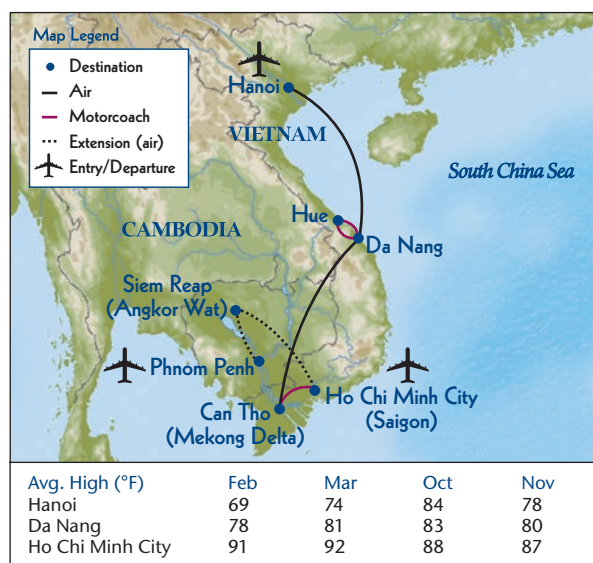 Map Legend
Destination
Air
Motorcoach
Extension (air)
Entry/Departure
Hanoi
VIETNAM
South China Sea
Hue
Da Nang
CAMBODIA
Siem Reap
(Angkor Wat)
Phnom Penh
Ho Chi Minh City
(Saigon)
Can Tho
(Mekong Delta)
Avg. High (°F) Feb Mar Oct Nov
Hanoi 69 74 84 78
Da Nang 78 81 83 80
Ho Chi Minh City 91 92 88 87